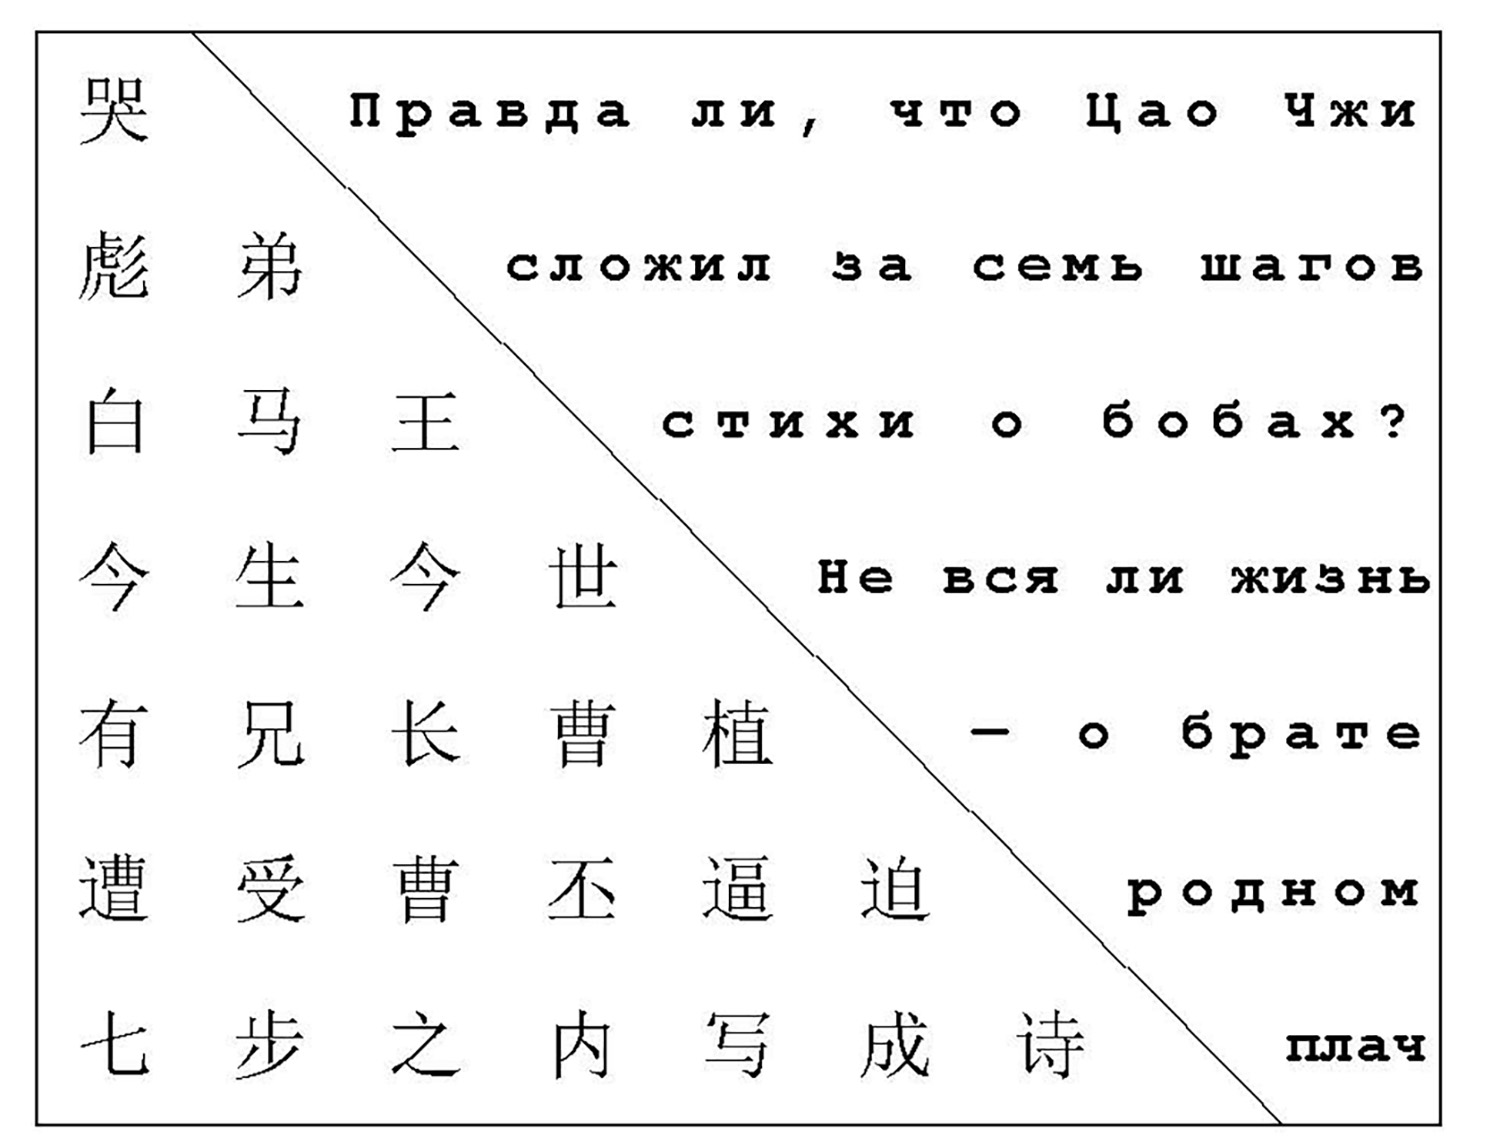 哭 Правда ли, что Цао Чжи
彪弟 сложил за семь шагов
白马王 стихи о бобах?
今生今世 Не вся ли жизнь
有兄长曹植 — о брате
遭受曹丕逼迫 родном
七步之内写成诗 плач